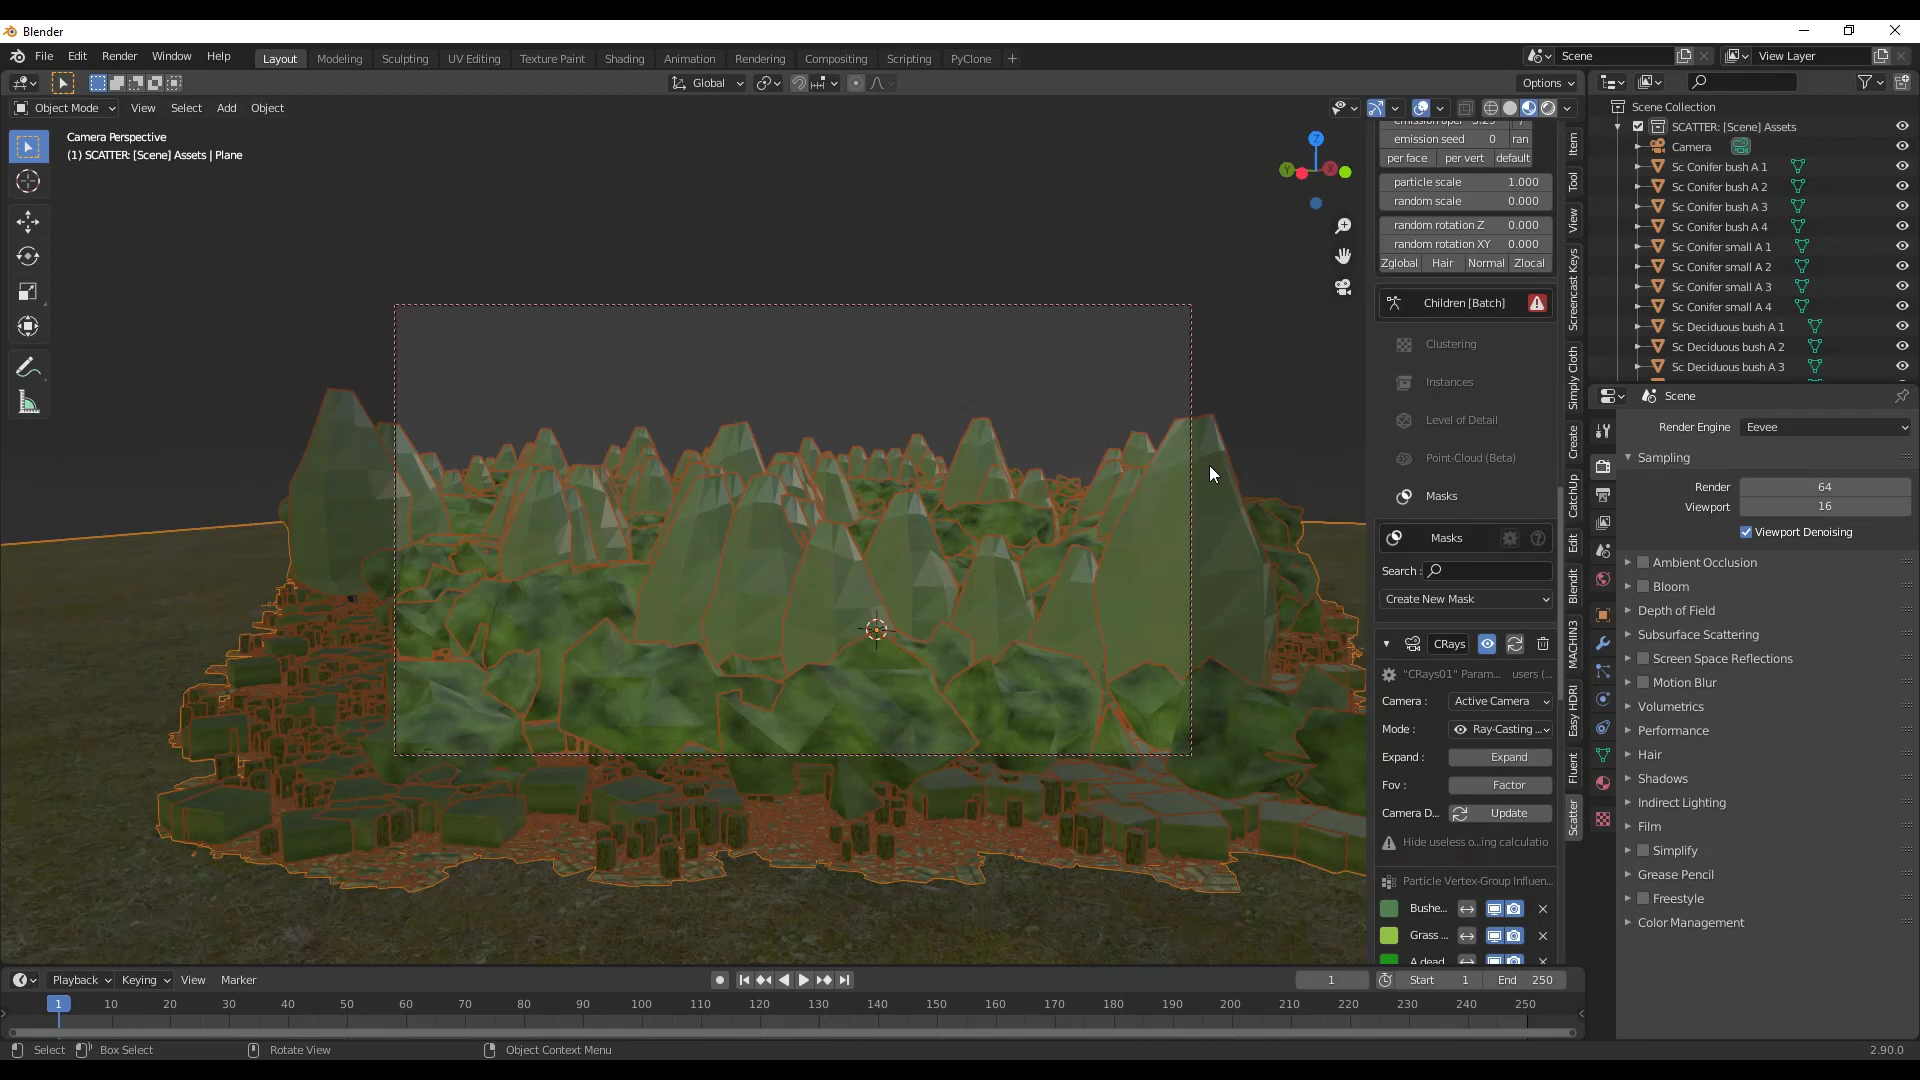 Blender
File Edit Render Window Help
Layout Modeling Sculpting UV Editing Texture Paint Shading Animation Rendering Compositing Scripting PyClone +
Scene
View Layer
Global
Options
Object Mode View Select Add Object
Camera Perspective
(1) SCATTER: [Scene] Assets | Plane
emission seed 0 ran
per face per vert default
particle scale 1.000
random scale 0.000
random rotation Z 0.000
random rotation XY 0.000
Zglobal Hair Normal Zlocal
Children [Batch]
Clustering
Instances
Level of Detail
Point-Cloud (Beta)
Masks
Masks
Search :
Create New Mask
CRays
"CRays01" Param... users (...
Camera : Active Camera
Mode : Ray-Casting ...
Expand : Expand
Fov : Factor
Camera D... Update
Hide useless o...ing calculatio
Particle Vertex-Group Influen...
Bushe...
Grass ...
A dead
Item
Tool
View
Screencast Keys
Simply Cloth
Create
CatchUp
Edit
Blendit
MACHIN3
Easy HDRI
Fluent
Scatter
Scene Collection
SCATTER: [Scene] Assets
Camera
Sc Conifer bush A 1
Sc Conifer bush A 2
Sc Conifer bush A 3
Sc Conifer bush A 4
Sc Conifer small A 1
Sc Conifer small A 2
Sc Conifer small A 3
Sc Conifer small A 4
Sc Deciduous bush A 1
Sc Deciduous bush A 2
Sc Deciduous bush A 3
Scene
Render Engine Eevee
Sampling
Render 64
Viewport 16
Viewport Denoising
Ambient Occlusion
Bloom
Depth of Field
Subsurface Scattering
Screen Space Reflections
Motion Blur
Volumetrics
Performance
Hair
Shadows
Indirect Lighting
Film
Simplify
Grease Pencil
Freestyle
Color Management
Playback Keying View Marker
1 Start 1 End 250
1 10 20 30 40 50 60 70 80 90 100 110 120 130 140 150 160 170 180 190 200 210 220 230 240 250
Select Box Select Rotate View Object Context Menu 2.90.0